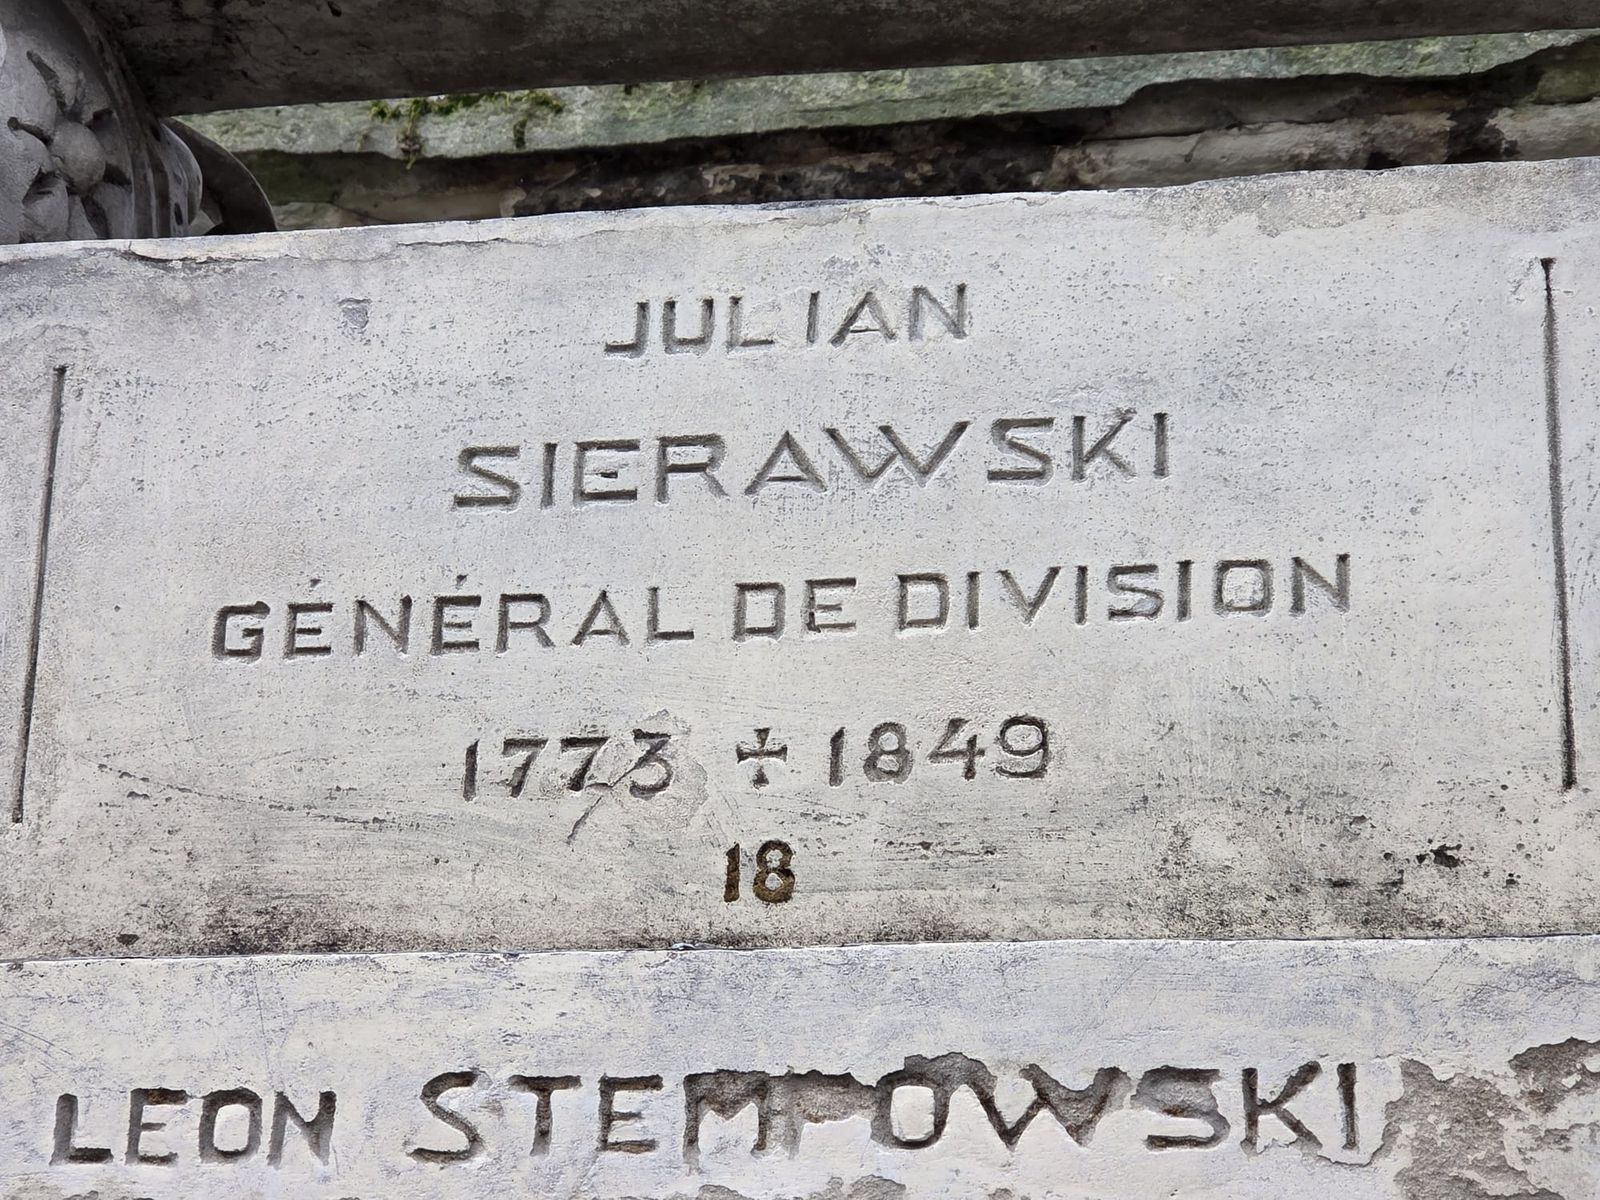 JULIAN
SIERAWSKI
GÉNÉRAL DE DIVISION
1773 ✝ 1849
18
LEON STEMPOWSKI